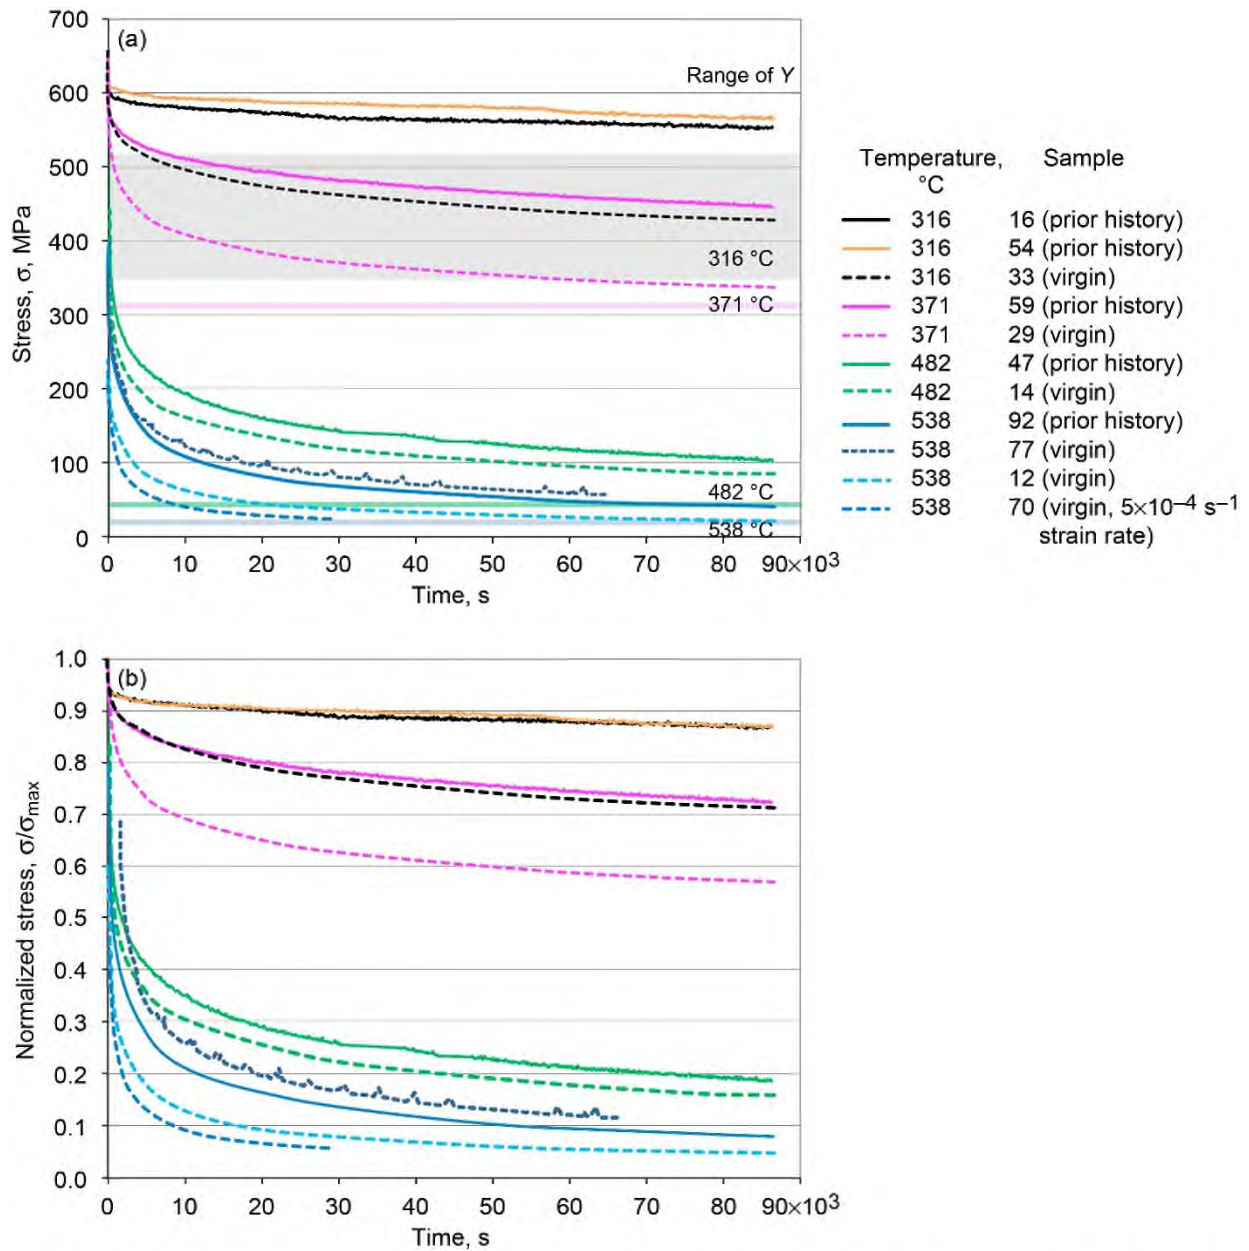 700
(a)
Range of Y
600
500
400
316 °C
371 °C
300
200
100
482 °C
538 °C
0
0 10 20 30 40 50 60 70 80 90×10³
Stress, σ, MPa
Time, s
Temperature, °C Sample
316 16 (prior history)
316 54 (prior history)
316 33 (virgin)
371 59 (prior history)
371 29 (virgin)
482 47 (prior history)
482 14 (virgin)
538 92 (prior history)
538 77 (virgin)
538 12 (virgin)
538 70 (virgin, 5×10⁻⁴ s⁻¹
strain rate)
1.0
(b)
0.9
0.8
0.7
0.6
0.5
0.4
0.3
0.2
0.1
0.0
0 10 20 30 40 50 60 70 80 90×10³
Normalized stress, σ/σmax
Time, s